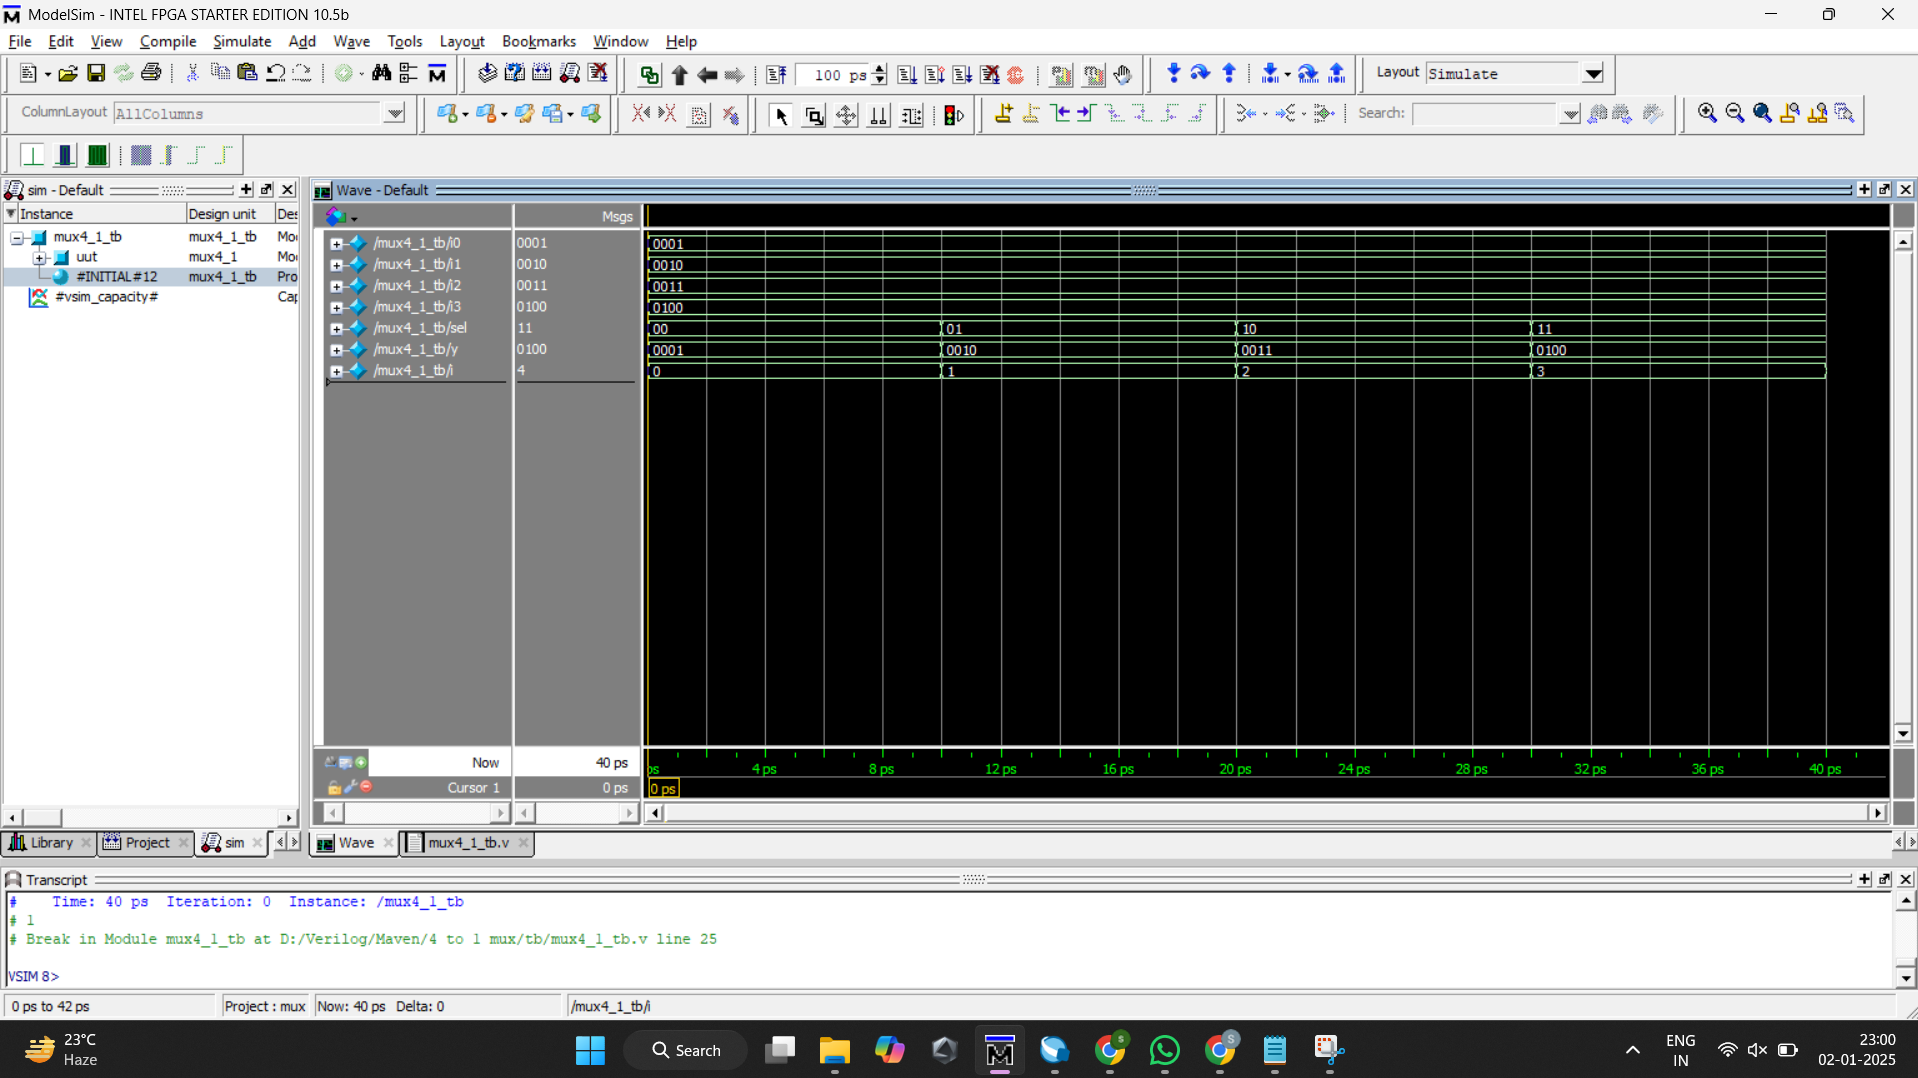 ModelSim - INTEL FPGA STARTER EDITION 10.5b
File Edit View Compile Simulate Add Wave Tools Layout Bookmarks Window Help
100 ps
Layout Simulate
ColumnLayout AllColumns
Search:
sim - Default
Instance Design unit Des
mux4_1_tb mux4_1_tb Mo
uut mux4_1 Mo
#INITIAL#12 mux4_1_tb Pro
#vsim_capacity# Cap
Wave - Default
Msgs
/mux4_1_tb/i0 0001 0001
/mux4_1_tb/i1 0010 0010
/mux4_1_tb/i2 0011 0011
/mux4_1_tb/i3 0100 0100
/mux4_1_tb/sel 11 00 01 10 11
/mux4_1_tb/y 0100 0001 0010 0011 0100
/mux4_1_tb/i 4 0 1 2 3
Now 40 ps ps 4 ps 8 ps 12 ps 16 ps 20 ps 24 ps 28 ps 32 ps 36 ps 40 ps
Cursor 1 0 ps 0 ps
Library Project sim Wave mux4_1_tb.v
Transcript
# Time: 40 ps Iteration: 0 Instance: /mux4_1_tb
# 1
# Break in Module mux4_1_tb at D:/Verilog/Maven/4 to 1 mux/tb/mux4_1_tb.v line 25
VSIM 8>
0 ps to 42 ps Project : mux Now: 40 ps Delta: 0 /mux4_1_tb/i
23°C
Haze
Search
ENG
IN
23:00
02-01-2025